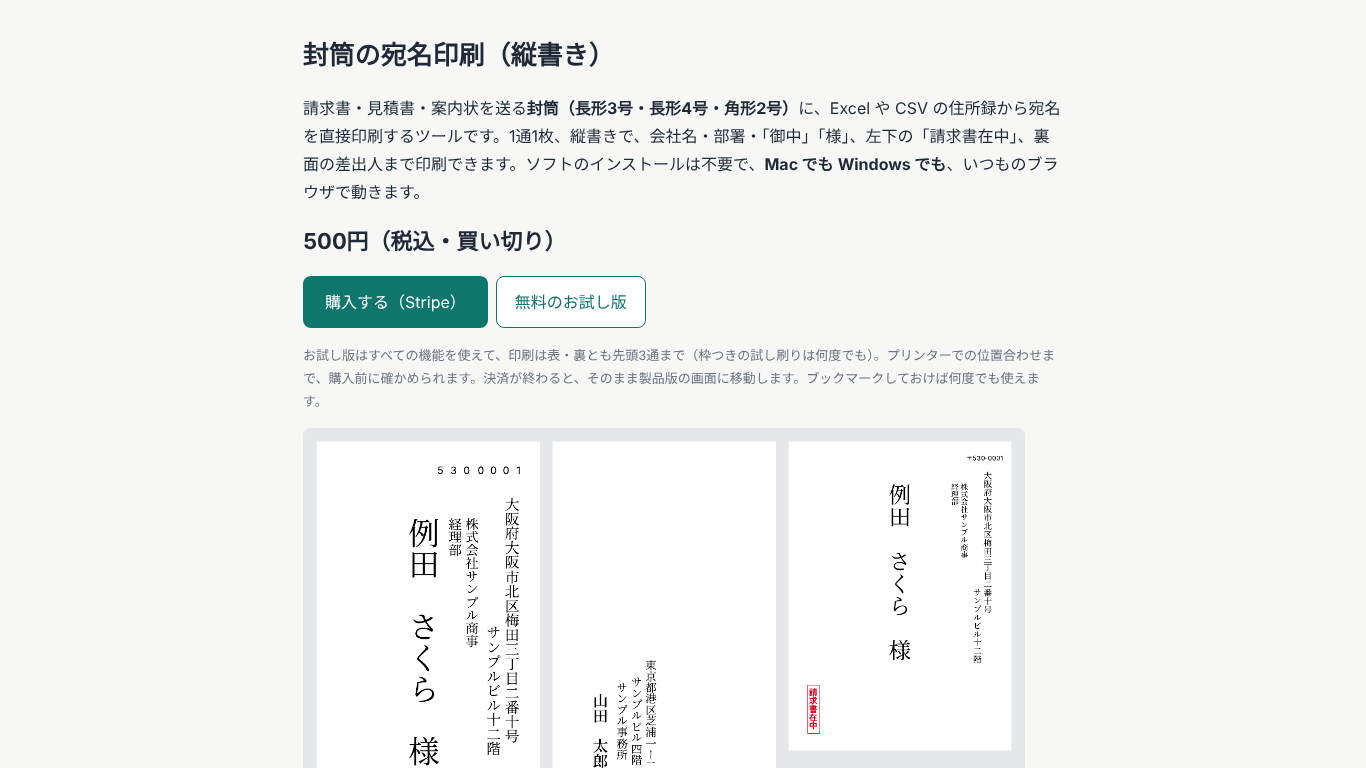 封筒の宛名印刷（縦書き）
請求書・見積書・案内状を送る封筒（長形3号・長形4号・角形2号）に、Excel や CSV の住所録から宛名
を直接印刷するツールです。1通1枚、縦書きで、会社名・部署・「御中」「様」、左下の「請求書在中」、裏
面の差出人まで印刷できます。ソフトのインストールは不要で、Mac でも Windows でも、いつものブラ
ウザで動きます。
500円（税込・買い切り）
購入する（Stripe）
無料のお試し版
お試し版はすべての機能を使えて、印刷は表・裏とも先頭3通まで（枠つきの試し刷りは何度でも）。プリンターでの位置合わせま
で、購入前に確かめられます。決済が終わると、そのまま製品版の画面に移動します。ブックマークしておけば何度でも使えま
す。
5300001
大阪府大阪市北区梅田三丁目二番十号
サンプルビル十二階
株式会社サンプル商事
経理部
例田 さくら 様
東京都港区芝浦一ー一
サンプルビル四階
サンプル事務所
山田 太郎
〒530-0001
大阪府大阪市北区梅田三丁目二番十号
サンプルビル十二階
株式会社サンプル商事
経理部
例田 さくら 様
請求書在中